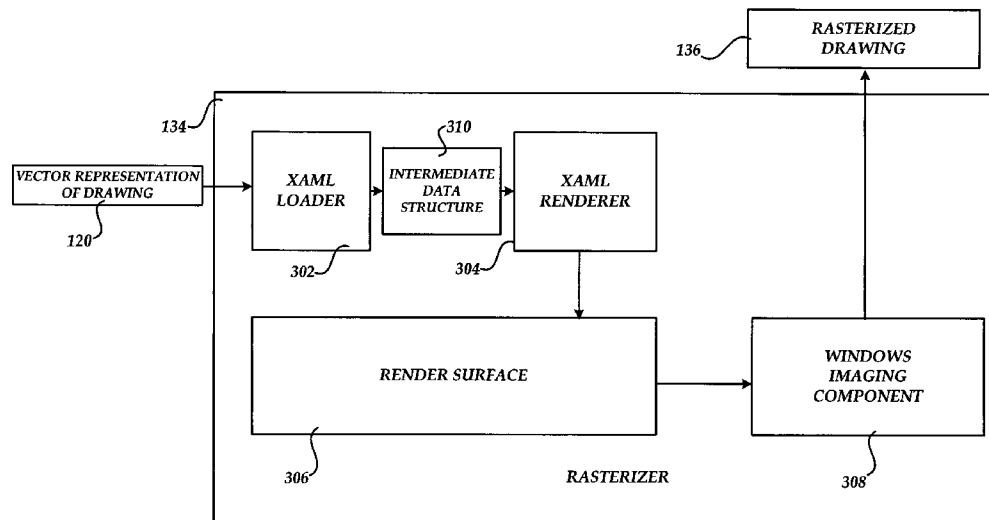 RASTERIZED
DRAWING
136
134
310
VECTOR REPRESENTATION
OF DRAWING
120
XAML
LOADER
302
INTERMEDIATE
DATA
STRUCTURE
XAML
RENDERER
304
RENDER SURFACE
306
WINDOWS
IMAGING
COMPONENT
308
RASTERIZER